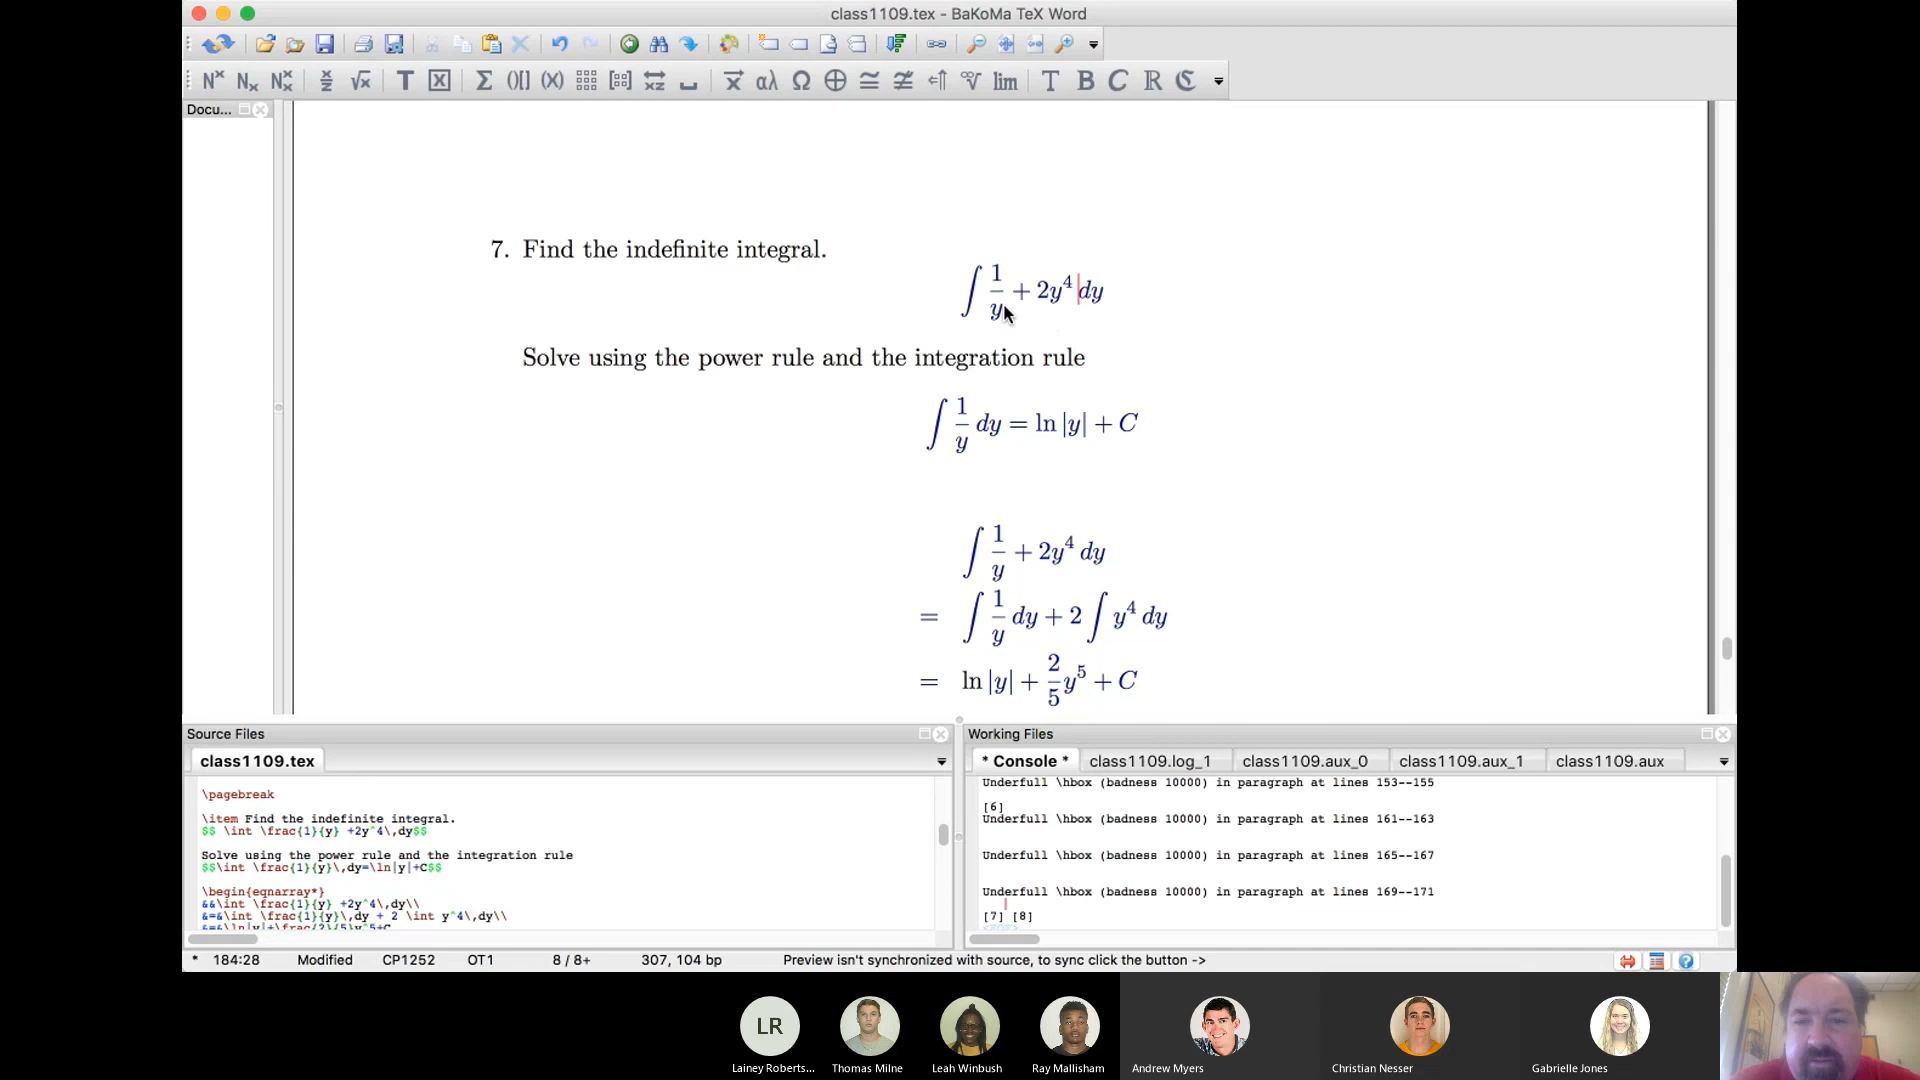 class1109.tex - BaKoMa TeX Word
Docu...
7. Find the indefinite integral.
∫ 1/y + 2y⁴ dy
Solve using the power rule and the integration rule
∫ 1/y dy = ln |y| + C
∫ 1/y + 2y⁴ dy
= ∫ 1/y dy + 2 ∫ y⁴ dy
= ln |y| + 2/5 y⁵ + C
Source Files
class1109.tex
\pagebreak
\item Find the indefinite integral.
$$ \int \frac{1}{y} +2y^4\,dy$$
Solve using the power rule and the integration rule
$$\int \frac{1}{y}\,dy=\ln|y|+C$$
\begin{eqnarray*}
&&\int \frac{1}{y} +2y^4\,dy\\
&=&\int \frac{1}{y}\,dy + 2 \int y^4\,dy\\
&=&\ln|y|+\frac{2}{5}y^5+C
Working Files
* Console * class1109.log_1 class1109.aux_0 class1109.aux_1 class1109.aux
Underfull \hbox (badness 10000) in paragraph at lines 153--155
[6]
Underfull \hbox (badness 10000) in paragraph at lines 161--163
Underfull \hbox (badness 10000) in paragraph at lines 165--167
Underfull \hbox (badness 10000) in paragraph at lines 169--171
[7] [8]
* 184:28 Modified CP1252 OT1 8 / 8+ 307, 104 bp Preview isn't synchronized with source, to sync click the button ->
LR
Lainey Roberts... Thomas Milne Leah Winbush Ray Mallisham Andrew Myers Christian Nesser Gabrielle Jones